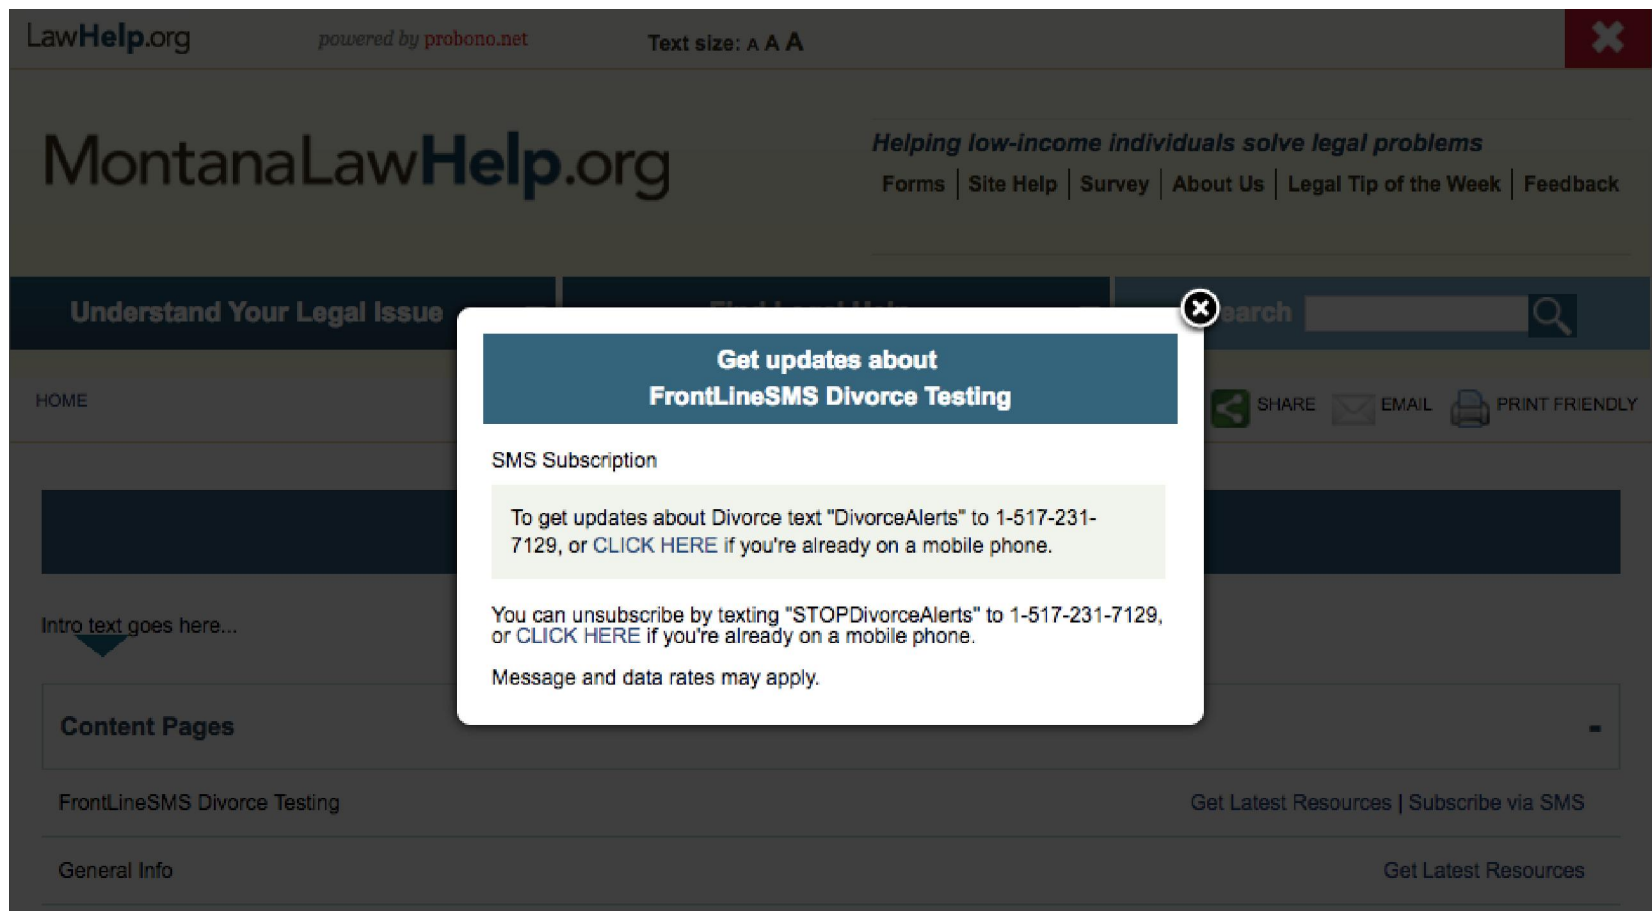 LawHelp.org
powered by probono.net
Text size: A A A
MontanaLawHelp.org
Helping low-income individuals solve legal problems
Forms | Site Help | Survey | About Us | Legal Tip of the Week | Feedback
Understand Your Legal Issue
earch
HOME
SHARE EMAIL PRINT FRIENDLY
Get updates about
FrontLineSMS Divorce Testing
SMS Subscription
To get updates about Divorce text "DivorceAlerts" to 1-517-231-
7129, or CLICK HERE if you're already on a mobile phone.
You can unsubscribe by texting "STOPDivorceAlerts" to 1-517-231-7129,
or CLICK HERE if you're already on a mobile phone.
Message and data rates may apply.
Intro text goes here...
Content Pages -
FrontLineSMS Divorce Testing Get Latest Resources | Subscribe via SMS
General Info Get Latest Resources